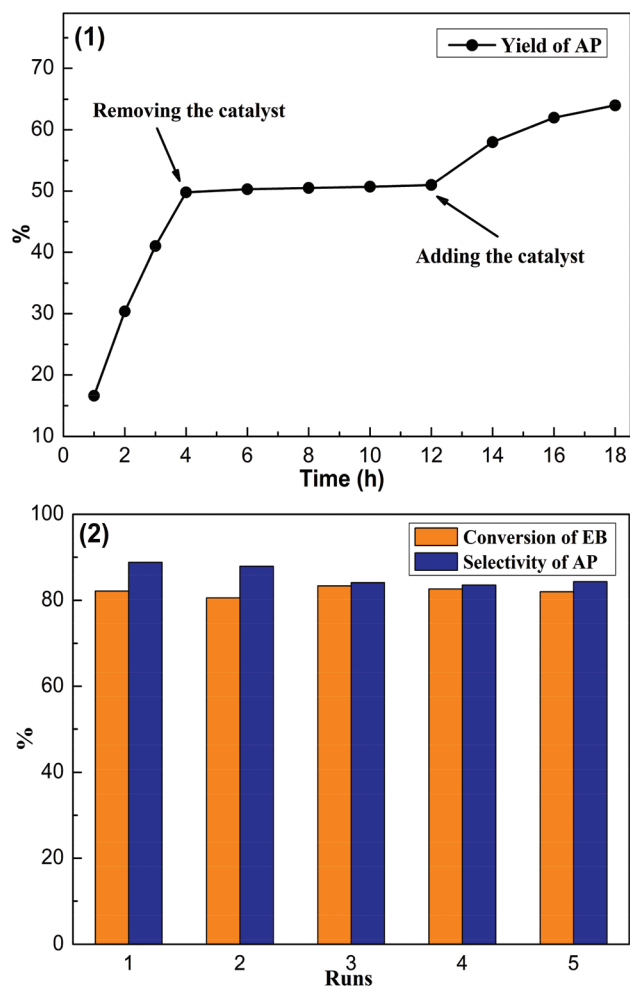 (1)
Yield of AP
Removing the catalyst
Adding the catalyst
%
70
60
50
40
30
20
10
0 2 4 6 8 10 12 14 16 18
Time (h)
(2)
Conversion of EB
Selectivity of AP
%
100
80
60
40
20
0
1 2 3 4 5
Runs